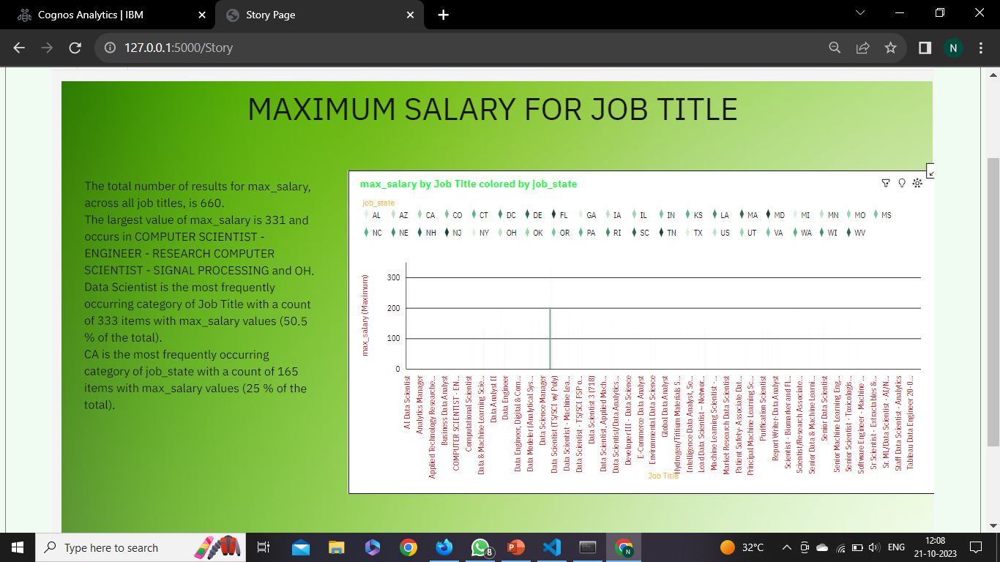 Cognos Analytics | IBM
Story Page
127.0.0.1:5000/Story
N
MAXIMUM SALARY FOR JOB TITLE
The total number of results for max_salary,
across all job titles, is 660.
The largest value of max_salary is 331 and
occurs in COMPUTER SCIENTIST -
ENGINEER - RESEARCH COMPUTER
SCIENTIST - SIGNAL PROCESSING and OH.
Data Scientist is the most frequently
occurring category of Job Title with a count
of 333 items with max_salary values (50.5
% of the total).
CA is the most frequently occurring
category of job_state with a count of 165
items with max_salary values (25 % of the
total).
max_salary by Job Title colored by job_state
job_state
AL AZ CA CO CT DC DE FL GA IA IL IN KS LA MA MD MI MN MO MS
NC NE NH NJ NY OH OK OR PA RI SC TN TX US UT VA WA WI WV
max_salary (Maximum)
300
200
100
0
AI Data Scientist
Analytics Manager
Applied Technology Researche...
Business Data Analyst
COMPUTER SCIENTIST - EN...
Computational Scientist
Data & Machine Learning Scie...
Data Analyst II
Data Engineer
Data Engineer, Digital & Com...
Data Modeler (Analytical Sys...
Data Science Manager
Data Scientist (TS/SCI w/ Poly)
Data Scientist - Machine Lea...
Data Scientist - TS/SCI FSP o...
Data Scientist 3 (718)
Data Scientist, Applied Mach...
Data Scientist/Data Analytics...
Developer III - Data Science
E-Commerce Data Analyst
Environmental Data Science
Global Data Analyst
Hydrogen/Tritium Materials S...
Intelligence Data Analyst, Se...
Lead Data Scientist – Networ...
Machine Learning Scientist -...
Market Research Data Scientist
Patient Safety- Associate Dat...
Principal Machine Learning Sc...
Purification Scientist
Report Writer-Data Analyst
Scientist - Biomarker and Fl...
Scientist/Research Associate...
Senior Data & Machine Learni...
Senior Data Scientist
Senior Machine Learning Eng...
Senior Scientist - Toxicologis...
Software Engineer - Machine ...
Sr Scientist - Extractables &...
Sr. ML/Data Scientist - AI/N...
Staff Data Scientist - Analytics
Tableau Data Engineer 20-0...
Job Title
Type here to search
8
N
32°C
ENG
12:08
21-10-2023